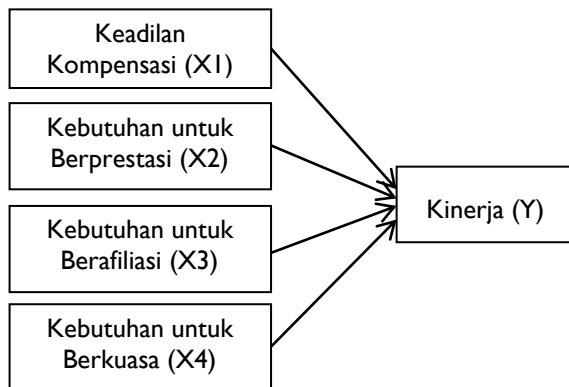 Keadilan
Kompensasi (X1)
Kebutuhan untuk
Berprestasi (X2)
Kinerja (Y)
Kebutuhan untuk
Berafiliasi (X3)
Kebutuhan untuk
Berkuasa (X4)